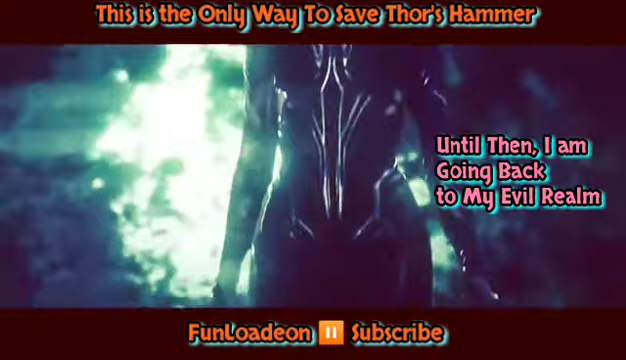 This is the Only Way To Save Thor's Hammer
Until Then, I am
Going Back
to My Evil Realm
FunLoadeon ⏸ Subscribe